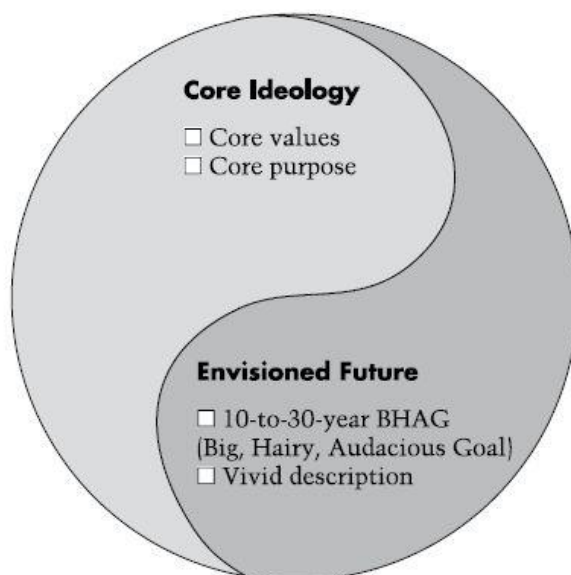 Core Ideology
☐ Core values
☐ Core purpose
Envisioned Future
☐ 10-to-30-year BHAG
(Big, Hairy, Audacious Goal)
☐ Vivid description